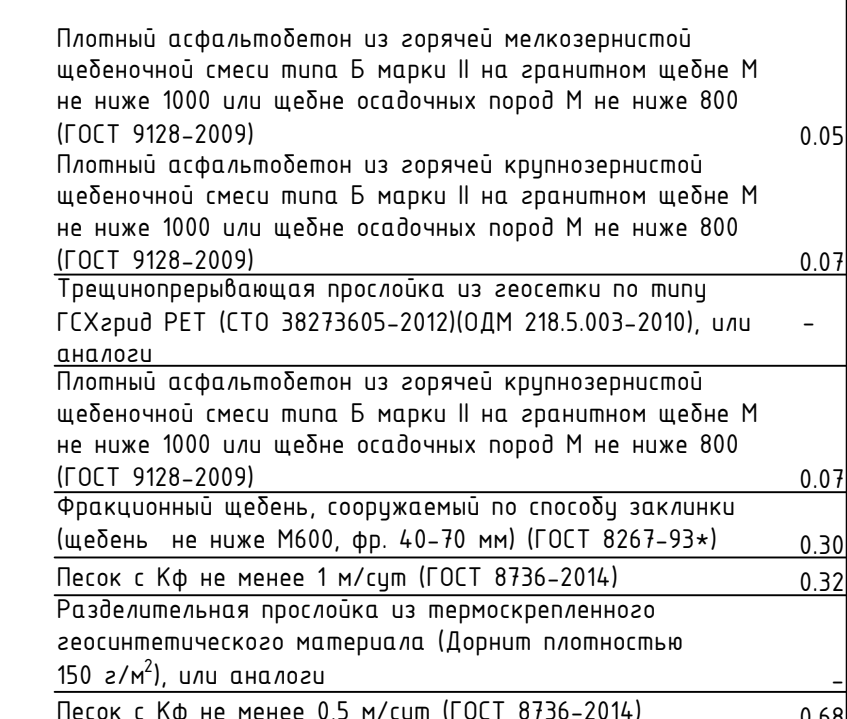 Плотный асфальтобетон из горячей мелкозернистой
щебеночной смеси типа Б марки II на гранитном щебне М
не ниже 1000 или щебне осадочных пород М не ниже 800
(ГОСТ 9128-2009) 0.05
Плотный асфальтобетон из горячей крупнозернистой
щебеночной смеси типа Б марки II на гранитном щебне М
не ниже 1000 или щебне осадочных пород М не ниже 800
(ГОСТ 9128-2009) 0.07
Трещинопрерывающая прослойка из геосетки по типу
ГСХгрид PET (СТО 38273605-2012)(ОДМ 218.5.003-2010), или -
аналоги
Плотный асфальтобетон из горячей крупнозернистой
щебеночной смеси типа Б марки II на гранитном щебне М
не ниже 1000 или щебне осадочных пород М не ниже 800
(ГОСТ 9128-2009) 0.07
Фракционный щебень, сооружаемый по способу заклинки
(щебень не ниже М600, фр. 40-70 мм) (ГОСТ 8267-93*) 0.30
Песок с Кф не менее 1 м/сут (ГОСТ 8736-2014) 0.32
Разделительная прослойка из термоскрепленного
геосинтетического материала (Дорнит плотностью
150 г/м²), или аналоги -
Песок с Кф не менее 0.5 м/сут (ГОСТ 8736-2014) 0.68